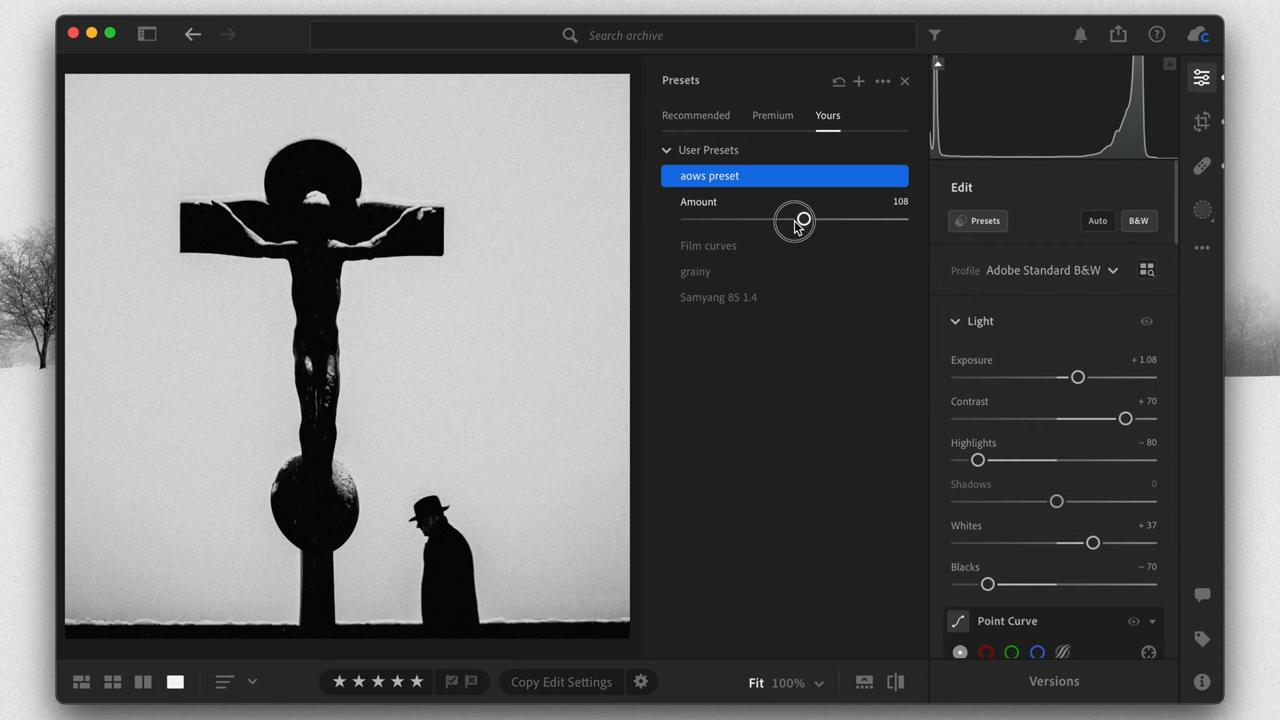 Search archive
Presets
Recommended Premium Yours
User Presets
aows preset
Amount 108
Film curves
grainy
Samyang 85 1.4
Edit
Presets Auto B&W
Profile Adobe Standard B&W
Light
Exposure + 1.08
Contrast + 70
Highlights – 80
Shadows 0
Whites + 37
Blacks – 70
Point Curve
Copy Edit Settings
Fit 100%
Versions